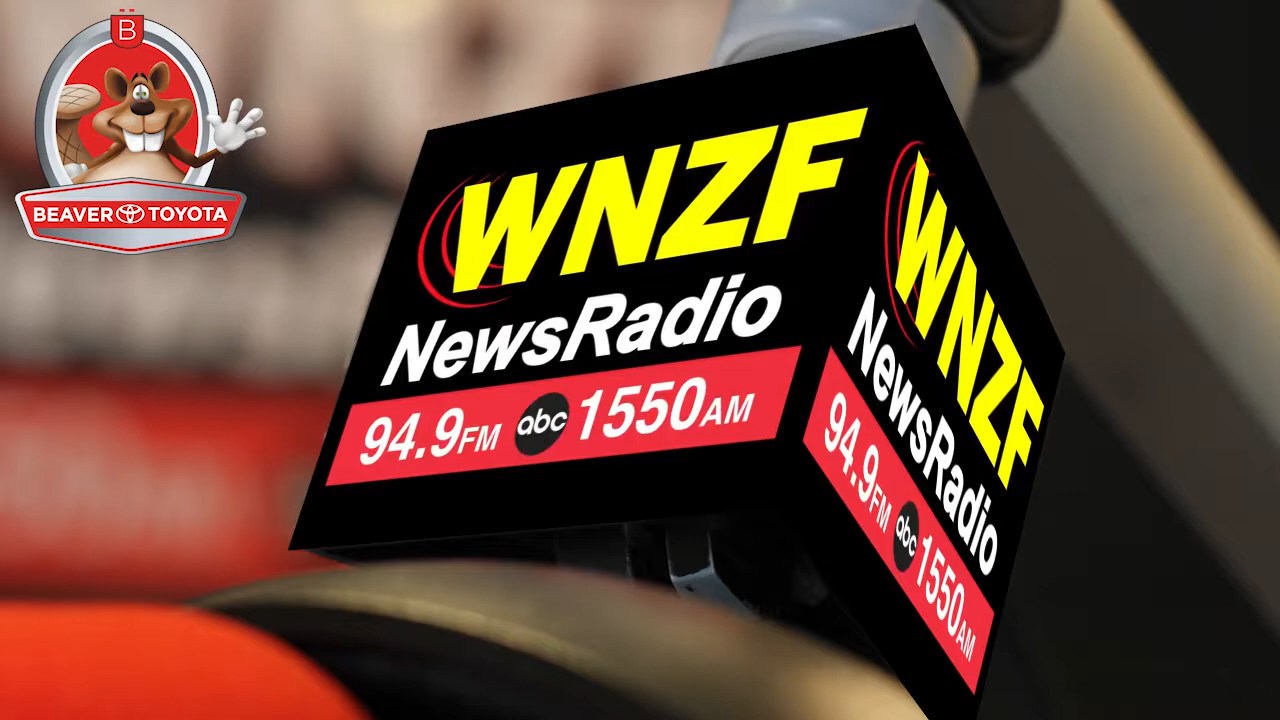 B
BEAVER TOYOTA
WNZF
NewsRadio
94.9FM abc 1550AM
WNZF
NewsRadio
94.9FM abc 1550AM